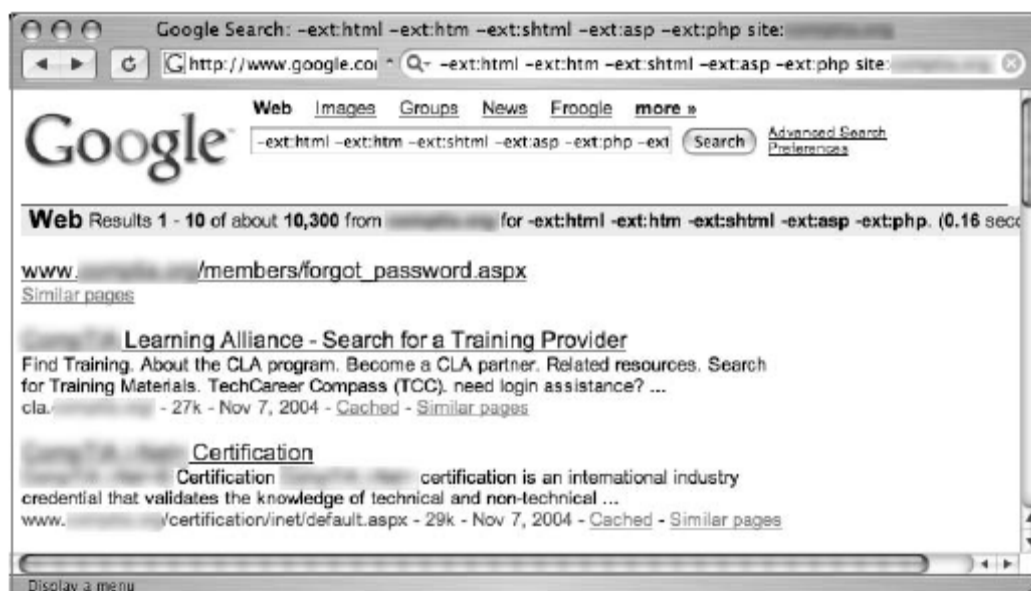 Google Search: –ext:html –ext:htm –ext:shtml –ext:asp –ext:php site:
http://www.google.co –ext:html –ext:htm –ext:shtml –ext:asp –ext:php site:
Web Images Groups News Froogle more »
Google
–ext:html –ext:htm –ext:shtml –ext:asp –ext:php –ext Search
Advanced Search
Preferences
Web Results 1 - 10 of about 10,300 from for -ext:html -ext:htm -ext:shtml -ext:asp -ext:php. (0.16 seco
www. /members/forgot_password.aspx
Similar pages
Learning Alliance - Search for a Training Provider
Find Training. About the CLA program. Become a CLA partner. Related resources. Search
for Training Materials. TechCareer Compass (TCC). need login assistance? ...
cla. - 27k - Nov 7, 2004 - Cached - Similar pages
Certification
Certification certification is an international industry
credential that validates the knowledge of technical and non-technical ...
www. /certification/inet/default.aspx - 29k - Nov 7, 2004 - Cached - Similar pages
Display a menu